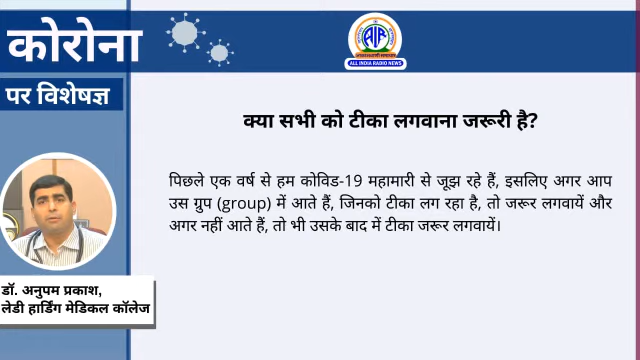 कोरोना
पर विशेषज्ञ
AIR
ALL INDIA RADIO NEWS
क्या सभी को टीका लगवाना जरूरी है?
पिछले एक वर्ष से हम कोविड-19 महामारी से जूझ रहे हैं, इसलिए अगर आप
उस ग्रुप (group) में आते हैं, जिनको टीका लग रहा है, तो जरूर लगवायें और
अगर नहीं आते हैं, तो भी उसके बाद में टीका जरूर लगवायें।
डॉ. अनुपम प्रकाश,
लेडी हार्डिंग मेडिकल कॉलेज